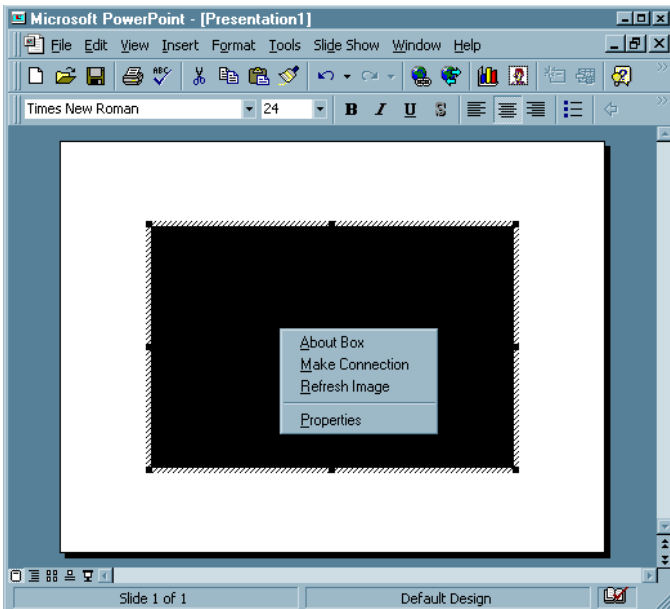 Microsoft PowerPoint - [Presentation1]
File Edit View Insert Format Tools Slide Show Window Help
ABC
Times New Roman 24 B I U S
About Box
Make Connection
Refresh Image
Properties
Slide 1 of 1 Default Design